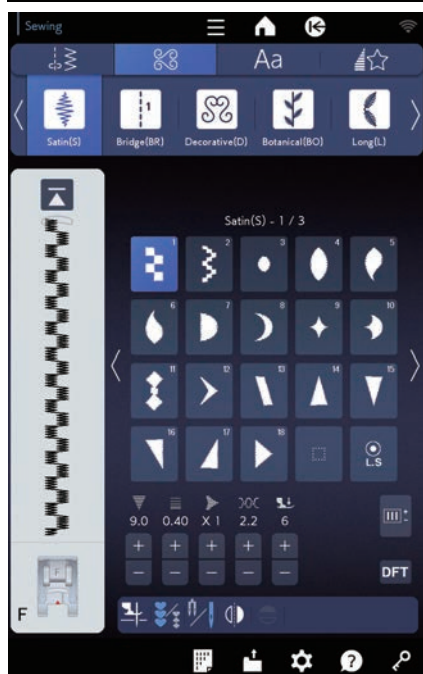 Sewing
Aa
1
Satin(S) Bridge(BR) Decorative(D) Botanical(BO) Long(L)
Satin(S) - 1 / 3
1 2 3 4 5
6 7 8 9 10
11 12 13 14 15
16 17 18
L.S
9.0 0.40 X 1 2.2 6
+ + + + +
− − − − −
DFT
F
F
?